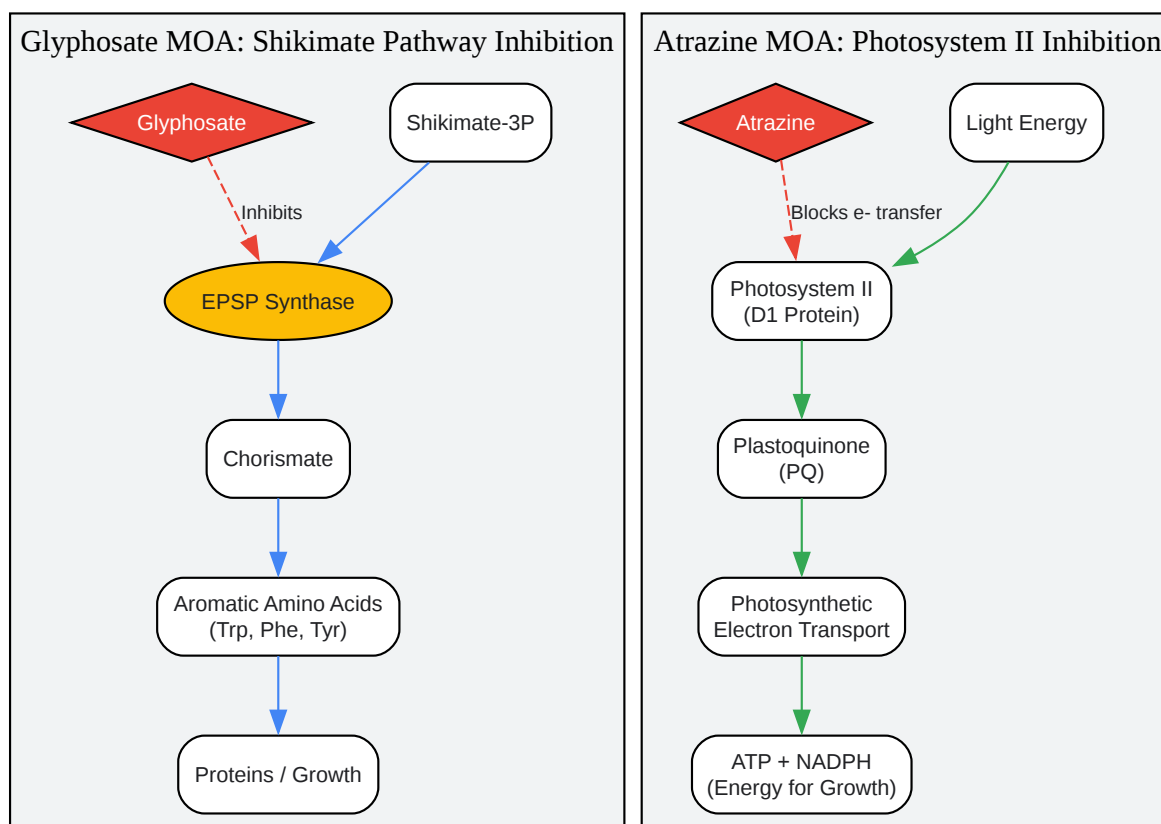 Glyphosate MOA: Shikimate Pathway Inhibition
Glyphosate
Shikimate-3P
Inhibits
EPSP Synthase
Chorismate
Aromatic Amino Acids
(Trp, Phe, Tyr)
Proteins / Growth
Atrazine MOA: Photosystem II Inhibition
Atrazine
Light Energy
Blocks e- transfer
Photosystem II
(D1 Protein)
Plastoquinone
(PQ)
Photosynthetic
Electron Transport
ATP + NADPH
(Energy for Growth)